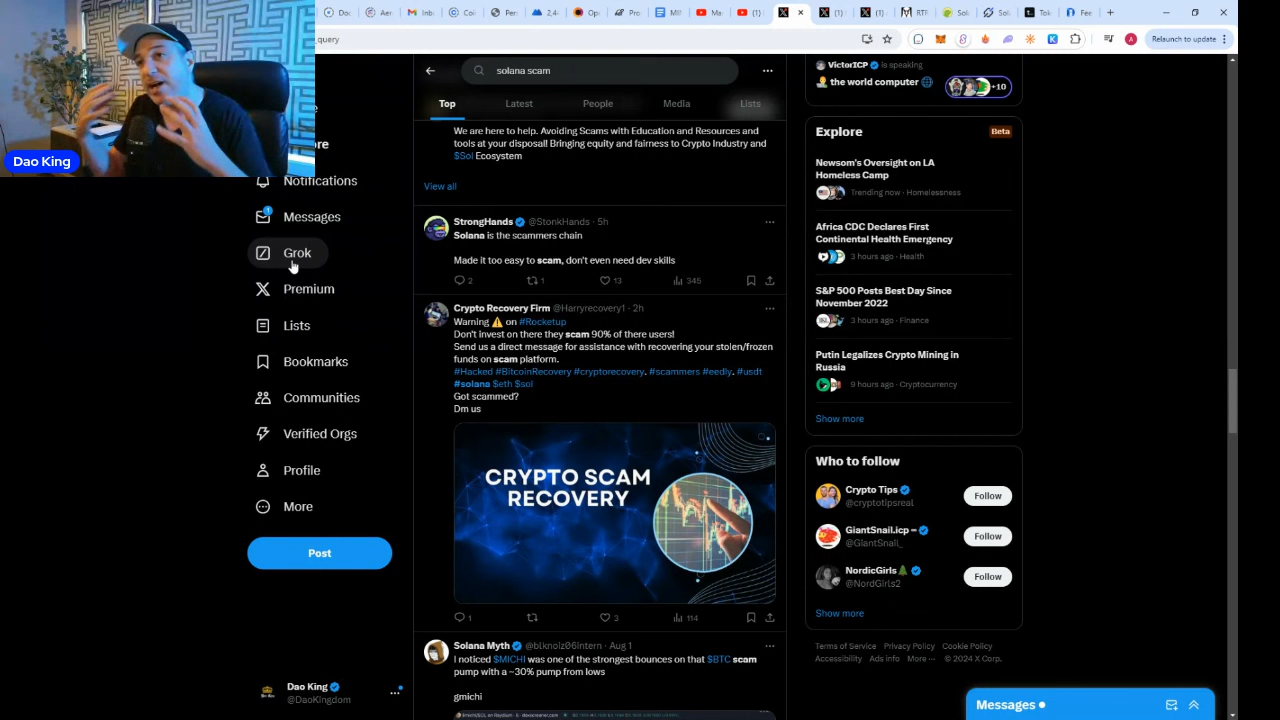 query
Relaunch to update
Dao King
Notifications
Messages
Grok
Premium
Lists
Bookmarks
Communities
Verified Orgs
Profile
More
Post
Dao King
@DaoKingdom
solana scam
Top
Latest
People
Media
Lists
We are here to help. Avoiding Scams with Education and Resources and
tools at your disposal! Bringing equity and fairness to Crypto Industry and
$Sol Ecosystem
View all
StrongHands @StonkHands · 5h
Solana is the scammers chain
Made it too easy to scam, don't even need dev skills
2 1 13 345
Crypto Recovery Firm @Harryrecovery1 · 2h
Warning ⚠️ on #Rocketup
Don't invest on there they scam 90% of there users!
Send us a direct message for assistance with recovering your stolen/frozen
funds on scam platform.
#Hacked #BitcoinRecovery #cryptorecovery. #scammers #eedly. #usdt
#solana $eth $sol
Got scammed?
Dm us
CRYPTO SCAM
RECOVERY
1 3 114
Solana Myth @blknoiz06intern · Aug 1
I noticed $MICHI was one of the strongest bounces on that $BTC scam
pump with a ~30% pump from lows
gmichi
VictorICP is speaking
the world computer
+10
Explore
Beta
Newsom's Oversight on LA
Homeless Camp
Trending now · Homelessness
Africa CDC Declares First
Continental Health Emergency
3 hours ago · Health
S&P 500 Posts Best Day Since
November 2022
3 hours ago · Finance
Putin Legalizes Crypto Mining in
Russia
9 hours ago · Cryptocurrency
Show more
Who to follow
Crypto Tips
@cryptotipsreal
Follow
GiantSnail.icp
@GiantSnail_
Follow
NordicGirls
@NordGirls2
Follow
Show more
Terms of Service Privacy Policy Cookie Policy
Accessibility Ads info More ··· © 2024 X Corp.
Messages